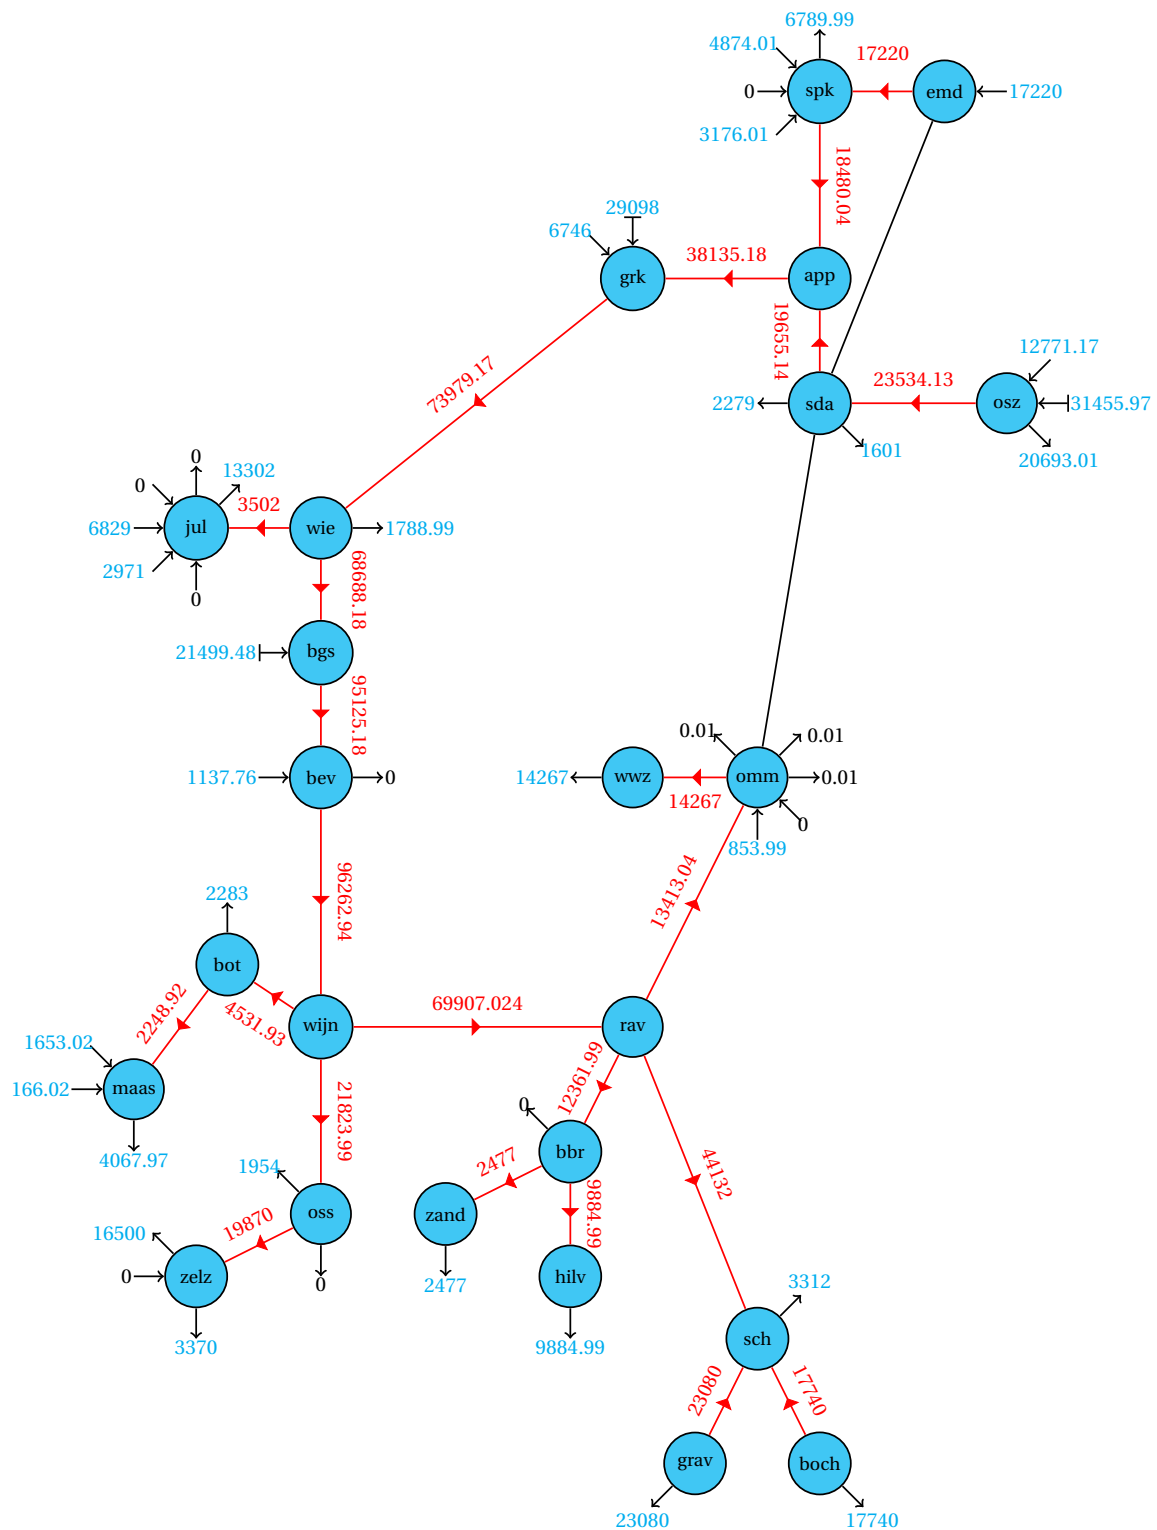 6789.99
4874.01
17220
0
spk
emd
17220
3176.01
18480.04
29098
6746
38135.18
grk
app
19655.14
12771.17
73979.17
23534.13
2279
sda
osz
31455.97
1601
20693.01
0
13302
0
3502
6829
jul
wie
1788.99
2971
68688.18
0
21499.48
bgs
95125.18
0.01
0.01
1137.76
bev
0
14267
wwz
omm
0.01
14267
0
853.99
2283
96262.94
13413.04
bot
2248.92
4531.93
69907.024
wijn
rav
1653.02
166.02
maas
12361.99
0
21823.99
4067.97
1954
2477
bbr
44132
oss
zand
9884.99
16500
19870
0
zelz
0
2477
hilv
3312
3370
9884.99
sch
23080
17740
grav
boch
23080
17740